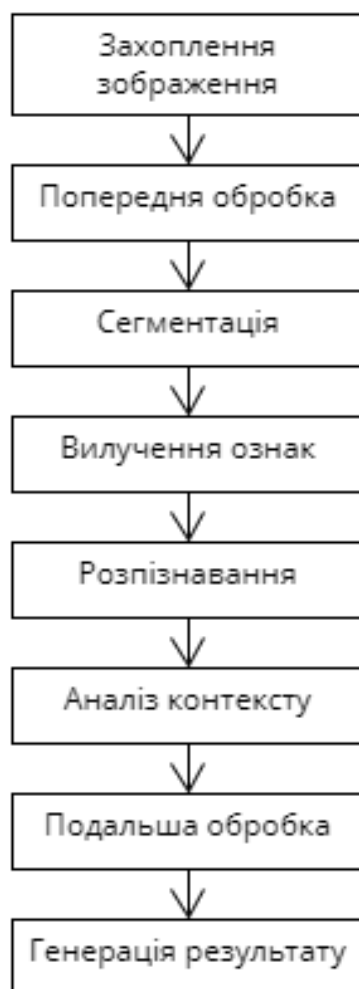 Захоплення
зображення
Попередня обробка
Сегментація
Вилучення ознак
Розпізнавання
Аналіз контексту
Подальша обробка
Генерація результату